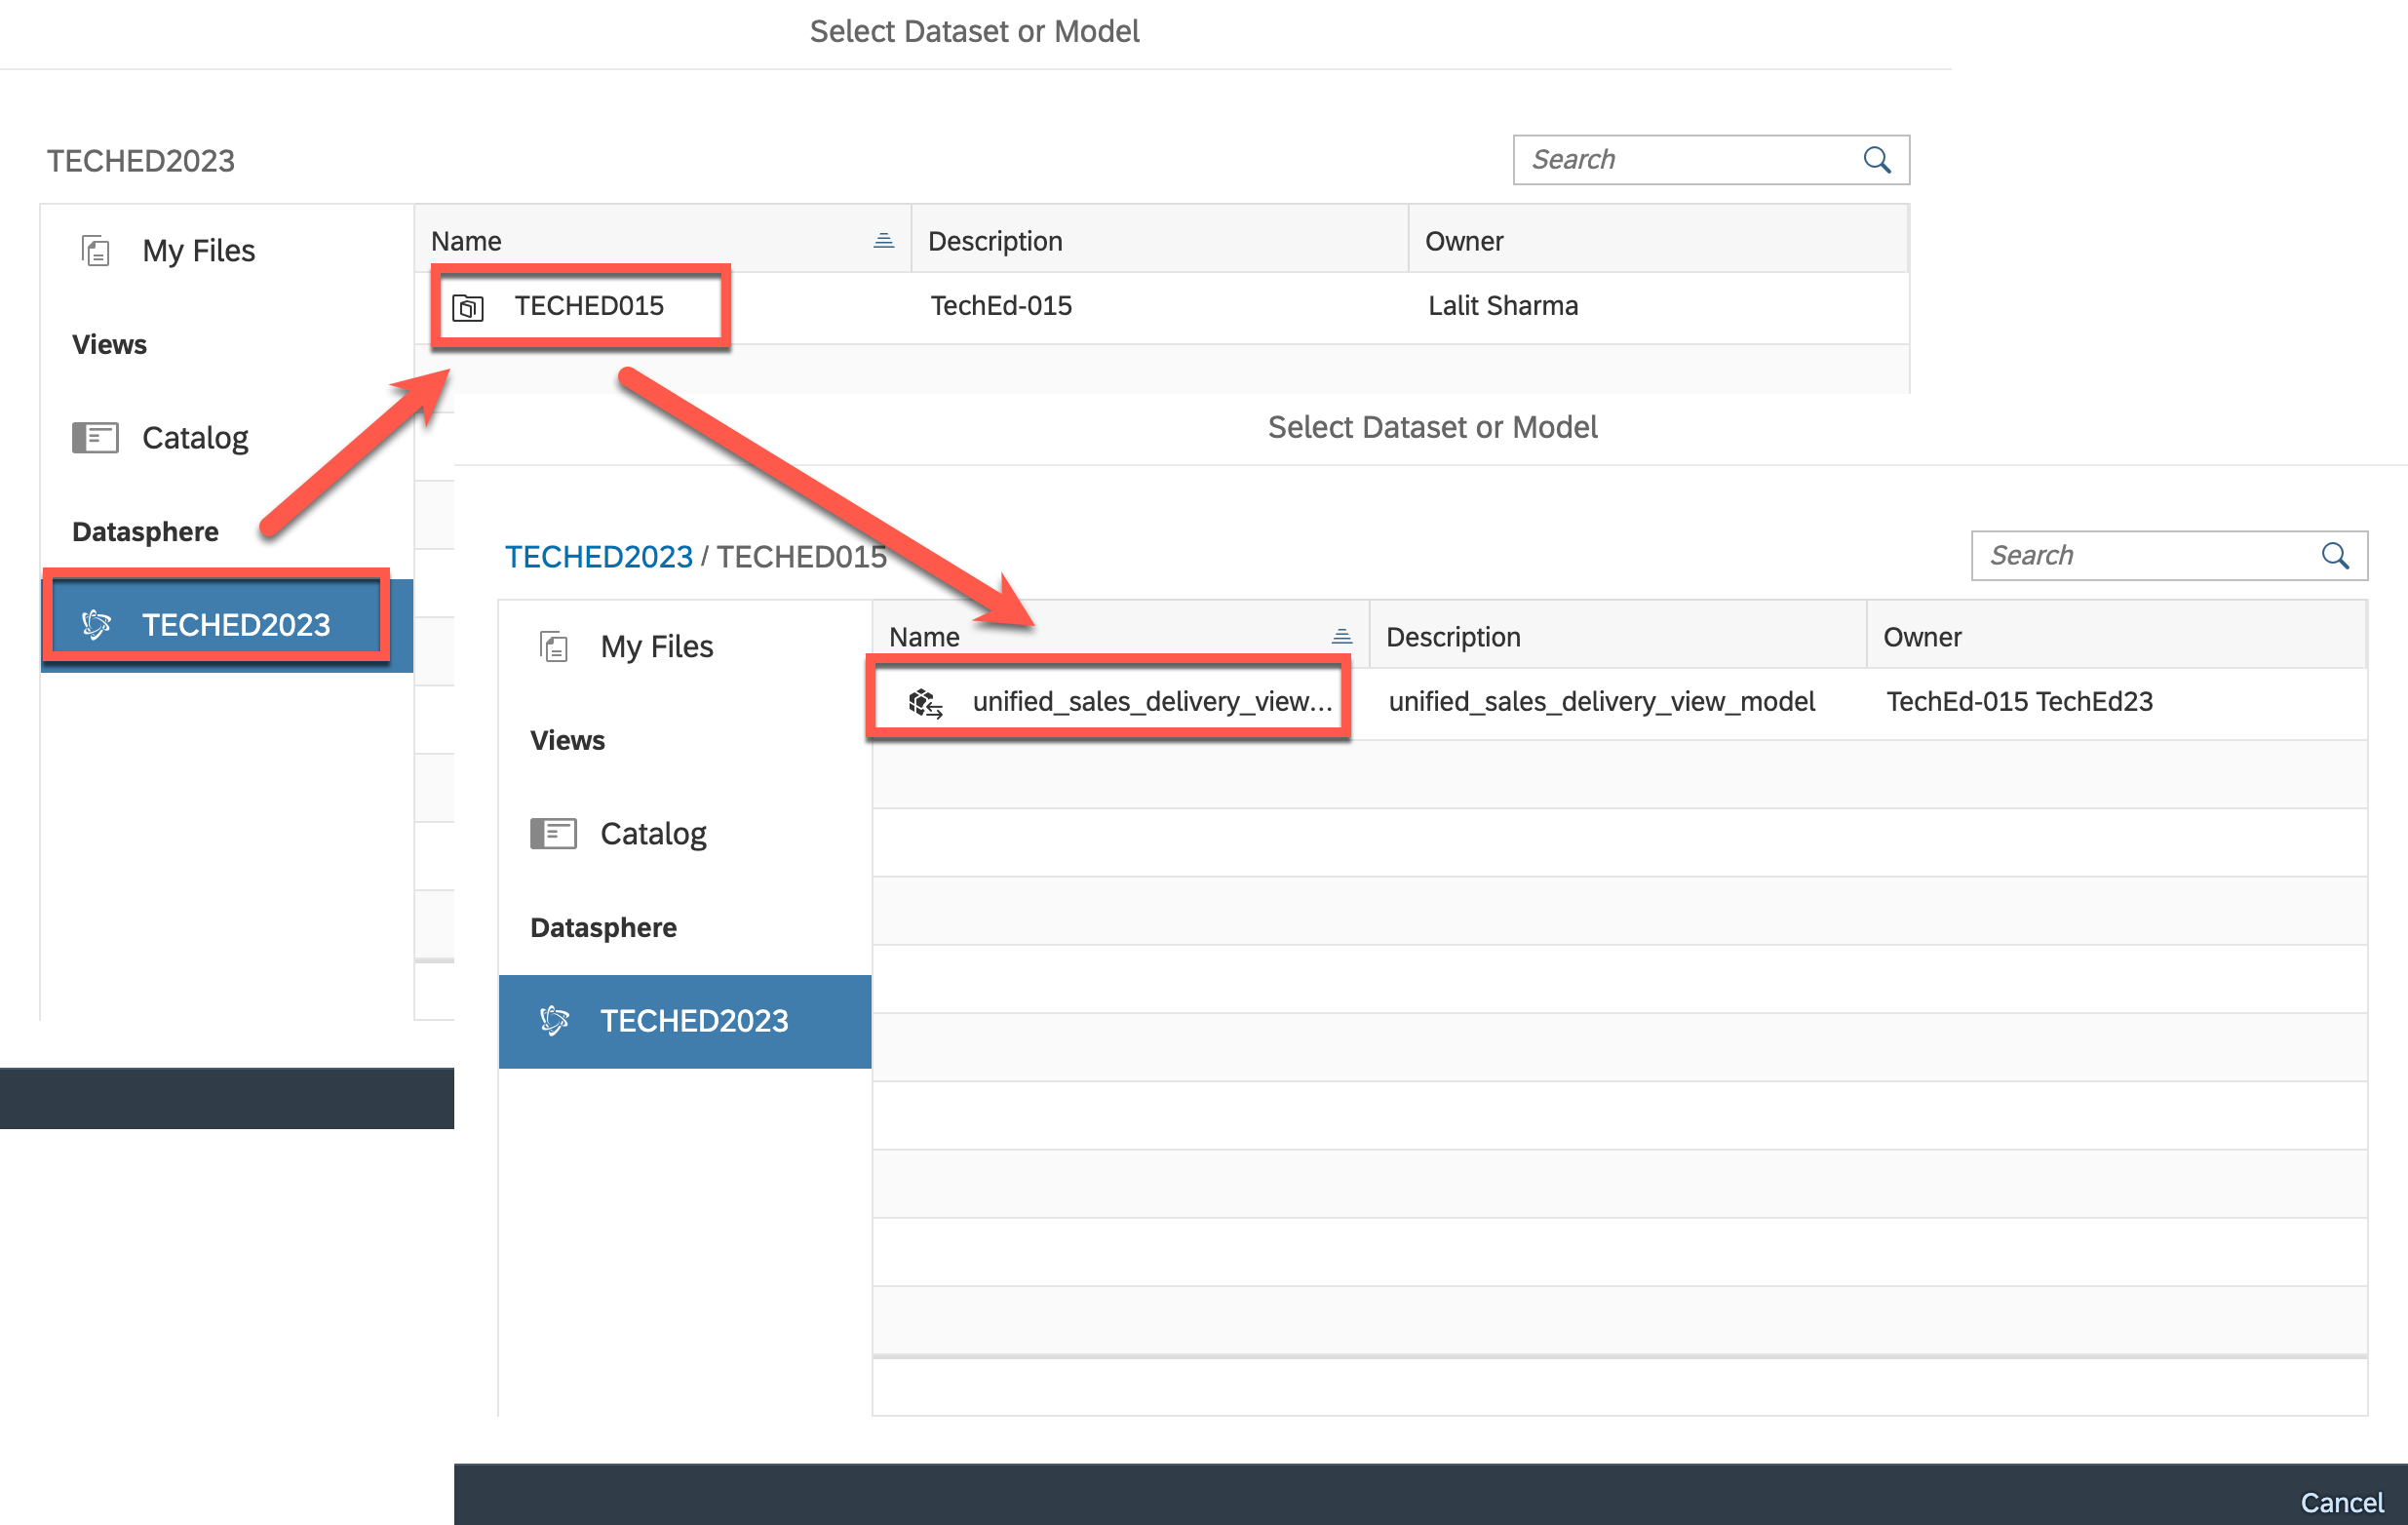 Select Dataset or Model
TECHED2023
Search
My Files
Views
Catalog
Datasphere
TECHED2023
Name Description Owner
TECHED015 TechEd-015 Lalit Sharma
Select Dataset or Model
TECHED2023 / TECHED015
Search
My Files
Views
Catalog
Datasphere
TECHED2023
Name Description Owner
unified_sales_delivery_view... unified_sales_delivery_view_model TechEd-015 TechEd23
Cancel